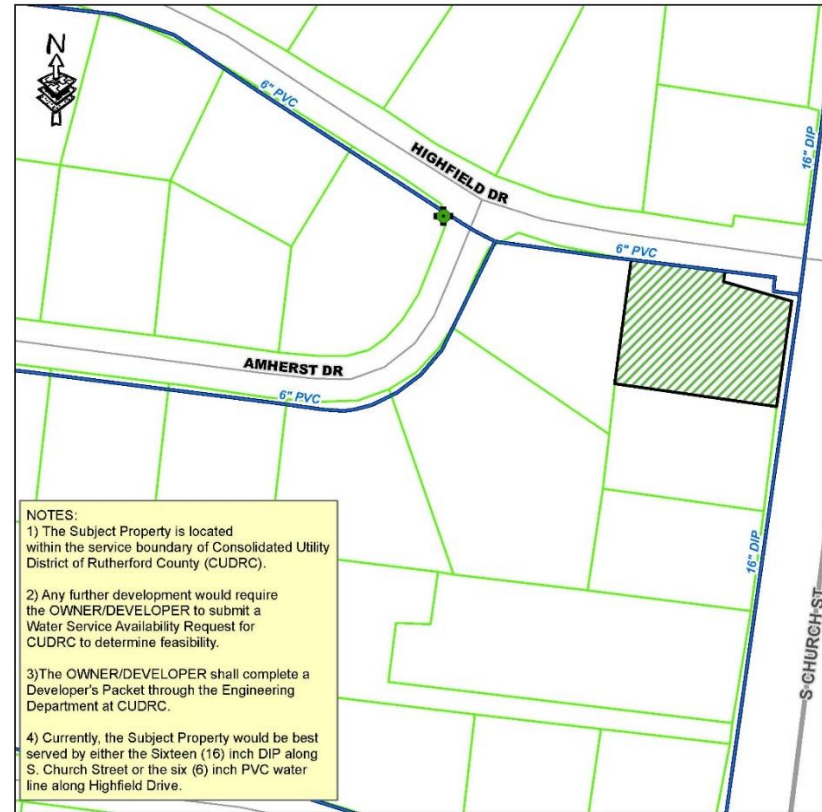 N
6" PVC
HIGHFIELD DR
16" DIP
6" PVC
AMHERST DR
6" PVC
16" DIP
S CHURCH ST
NOTES:
1) The Subject Property is located
within the service boundary of Consolidated Utility
District of Rutherford County (CUDRC).
2) Any further development would require
the OWNER/DEVELOPER to submit a
Water Service Availability Request for
CUDRC to determine feasibility.
3)The OWNER/DEVELOPER shall complete a
Developer's Packet through the Engineering
Department at CUDRC.
4) Currently, the Subject Property would be best
served by either the Sixteen (16) inch DIP along
S. Church Street or the six (6) inch PVC water
line along Highfield Drive.